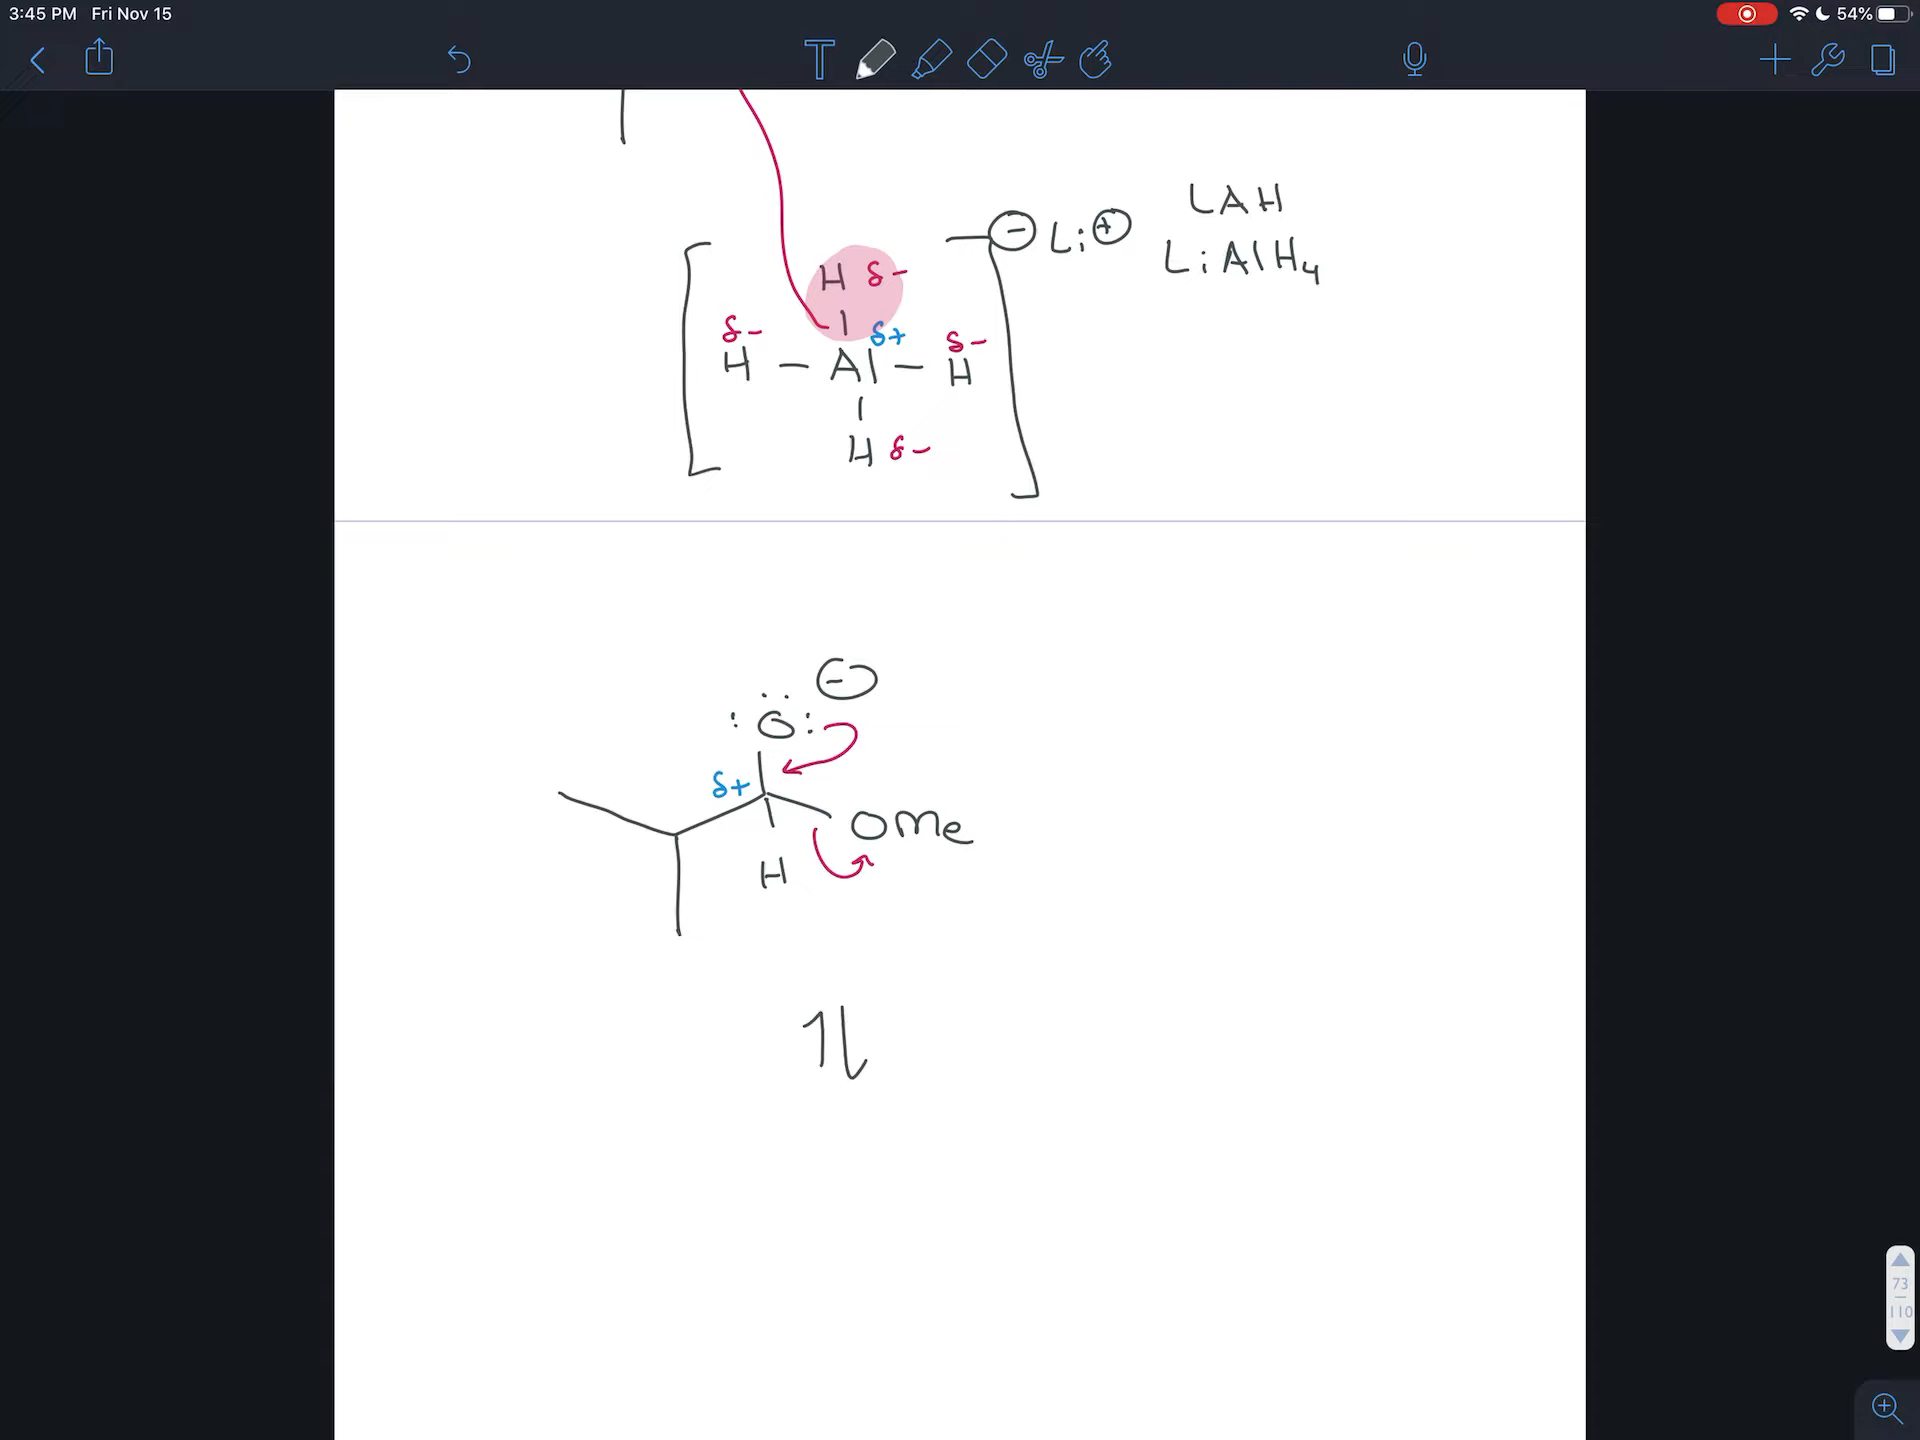 3:45 PM Fri Nov 15
54%
T
LAH
⊖ Li⊕
LiAlH4
H δ-
δ- δ+ δ-
H - Al - H
H δ-
⊖
:Ö:
δ+
OMe
H
⇅
73
110